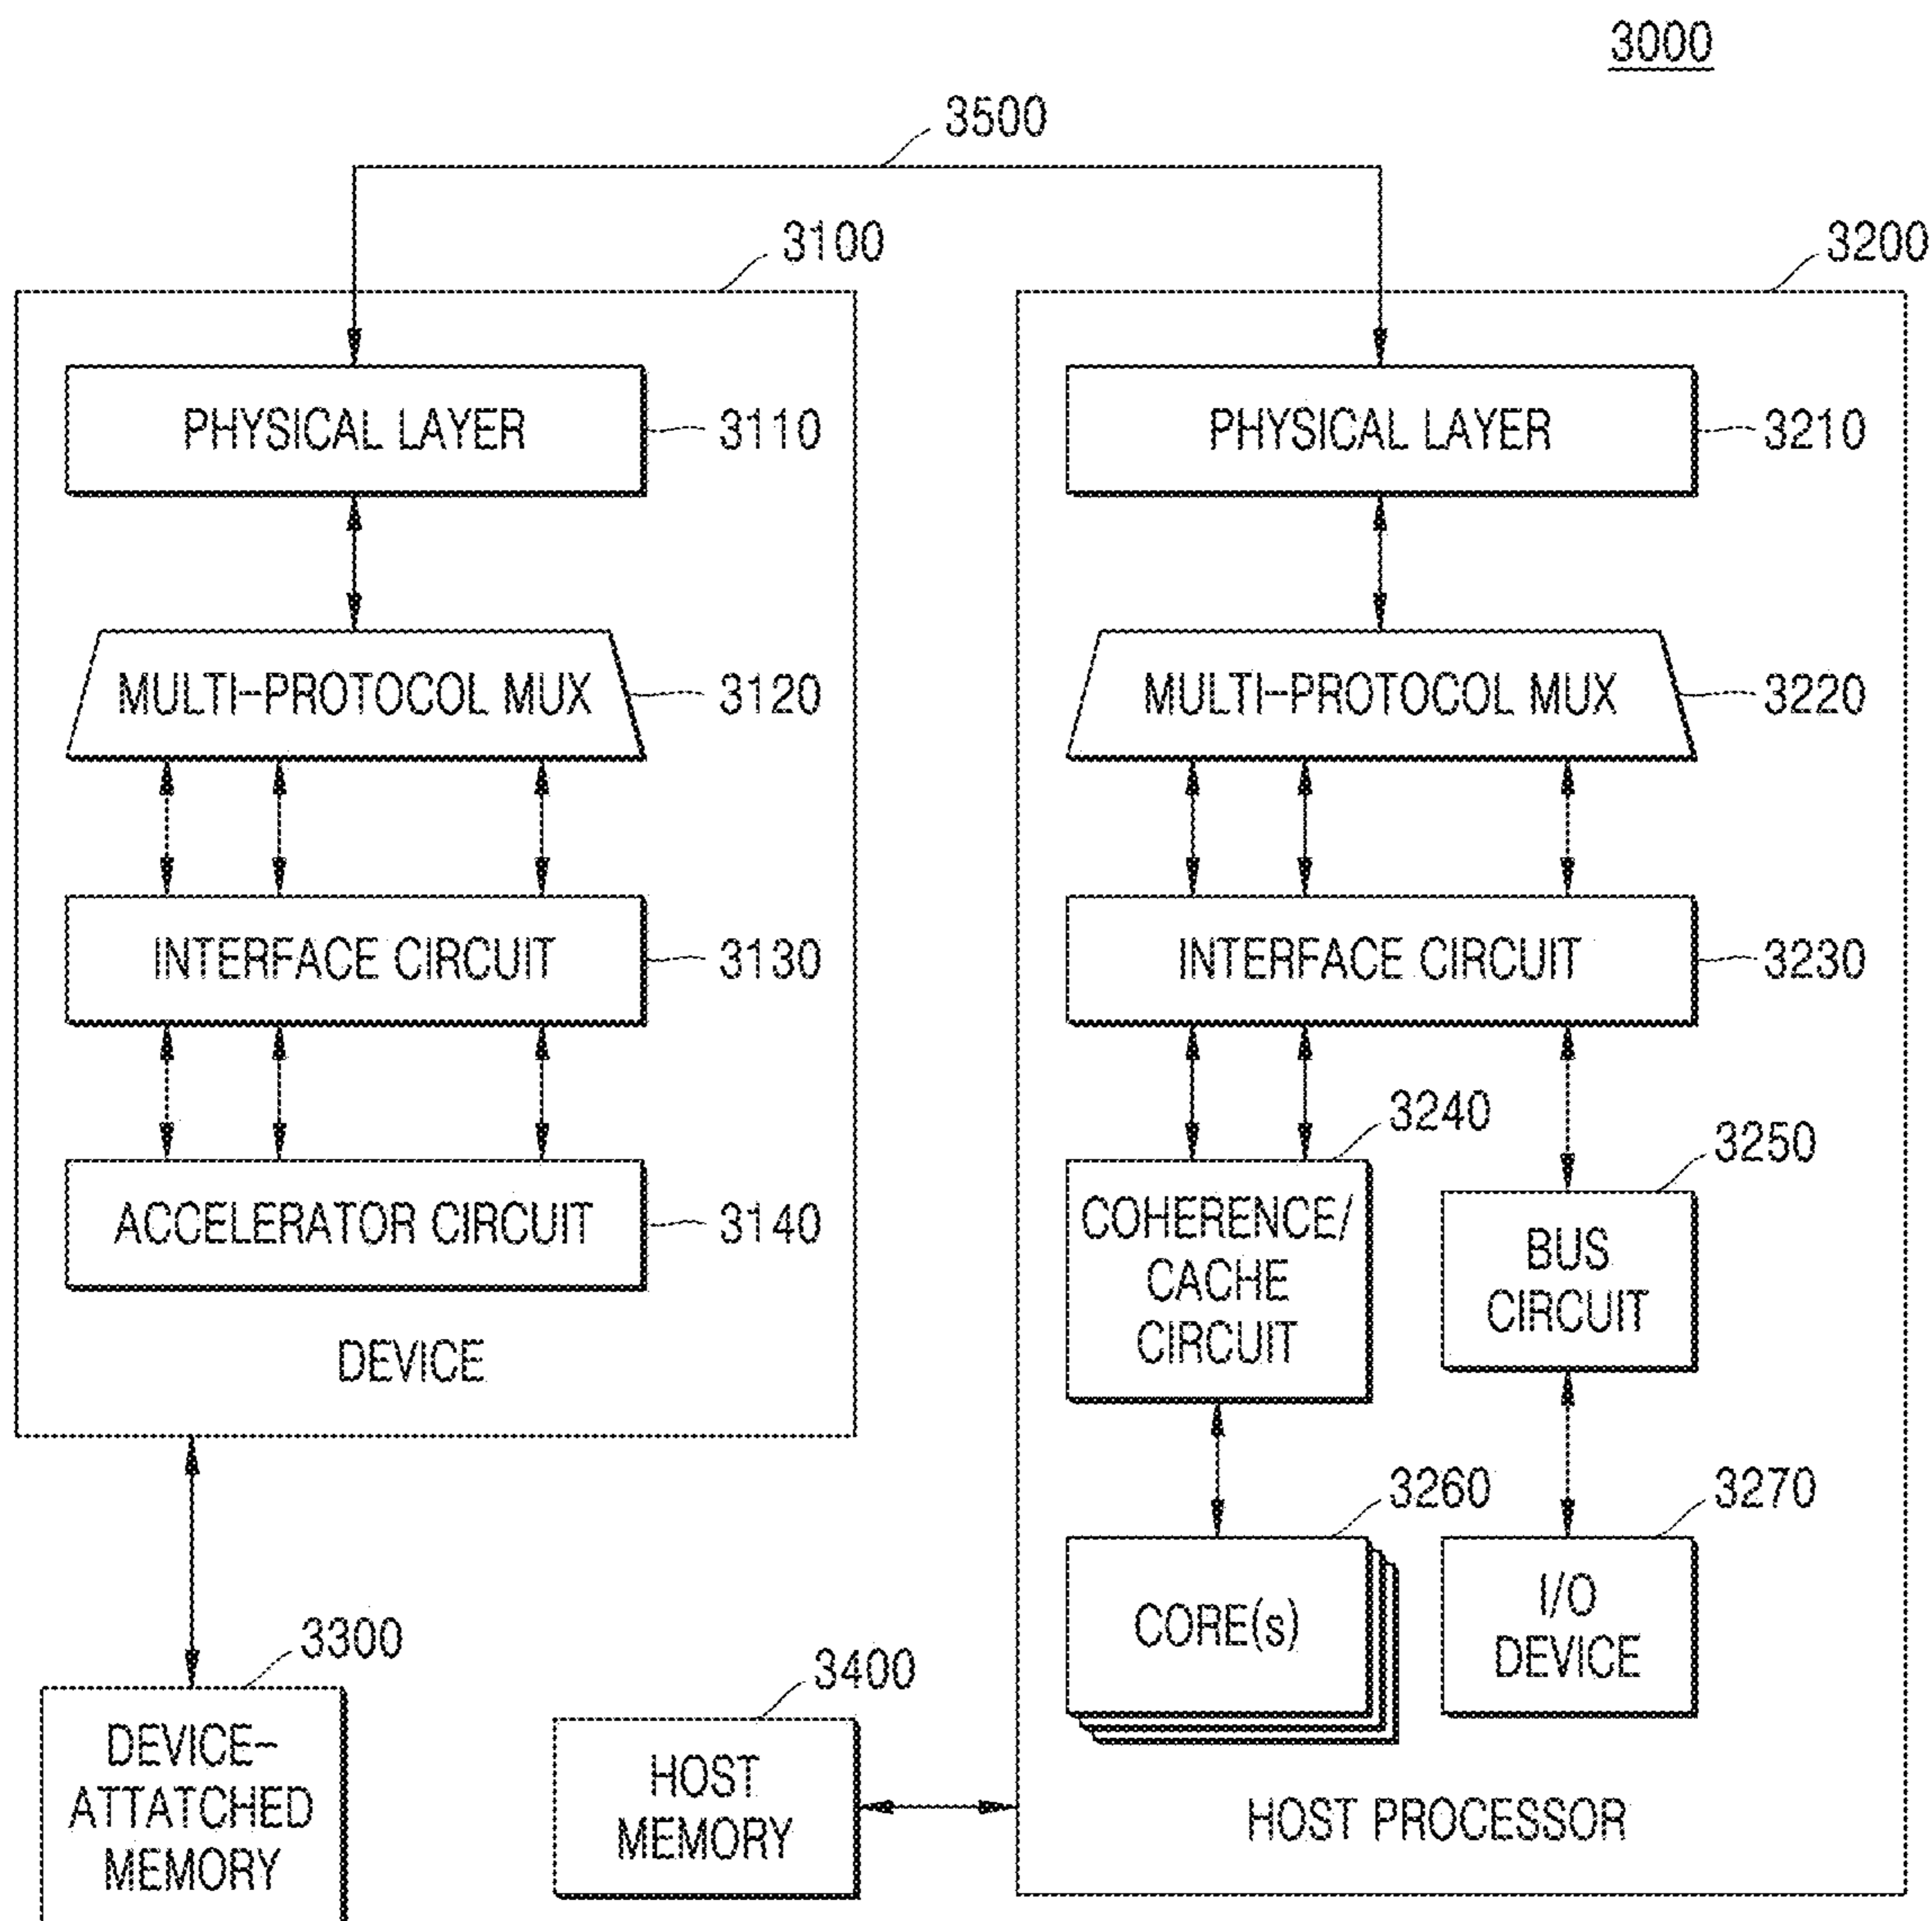 3000
3500
3100
3200
PHYSICAL LAYER
3110
PHYSICAL LAYER
3210
MULTI-PROTOCOL MUX
3120
MULTI-PROTOCOL MUX
3220
INTERFACE CIRCUIT
3130
INTERFACE CIRCUIT
3230
3240
3250
ACCELERATOR CIRCUIT
3140
COHERENCE/
CACHE
CIRCUIT
BUS
CIRCUIT
DEVICE
3260
3270
CORE(s)
I/O
DEVICE
3300
3400
DEVICE-
ATTATCHED
MEMORY
HOST
MEMORY
HOST PROCESSOR